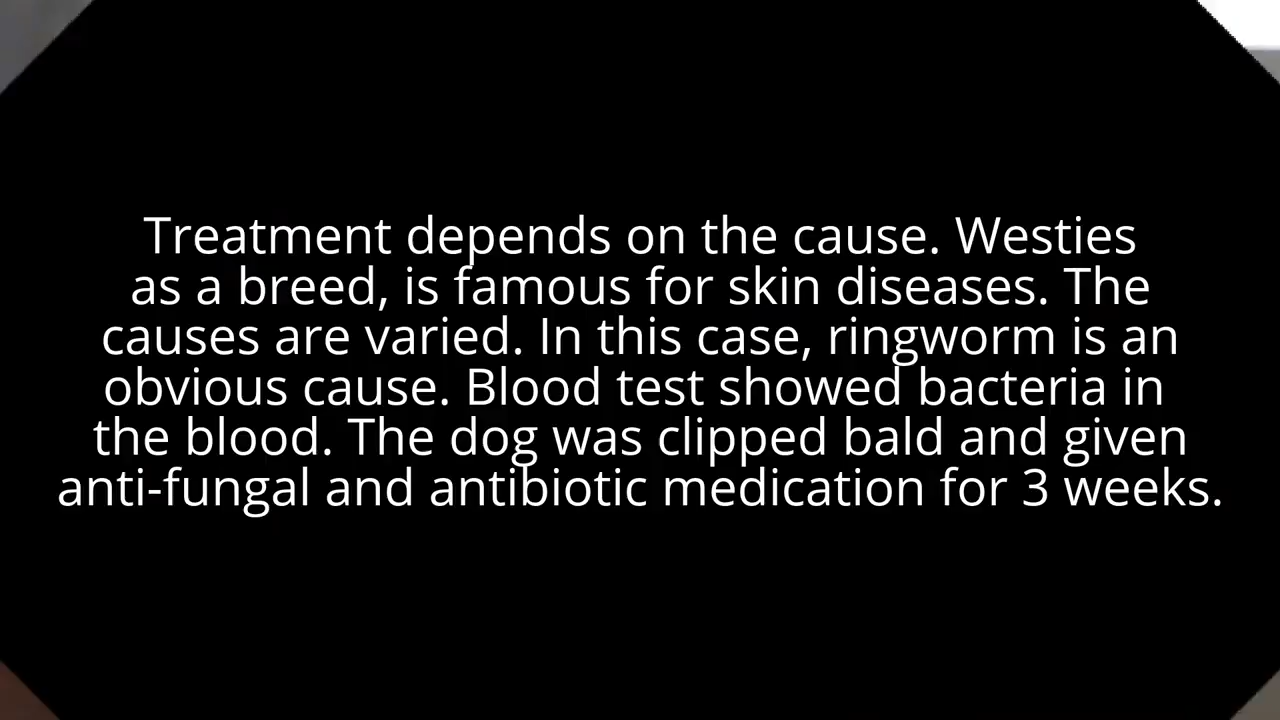 Treatment depends on the cause. Westies
as a breed, is famous for skin diseases. The
causes are varied. In this case, ringworm is an
obvious cause. Blood test showed bacteria in
the blood. The dog was clipped bald and given
anti-fungal and antibiotic medication for 3 weeks.